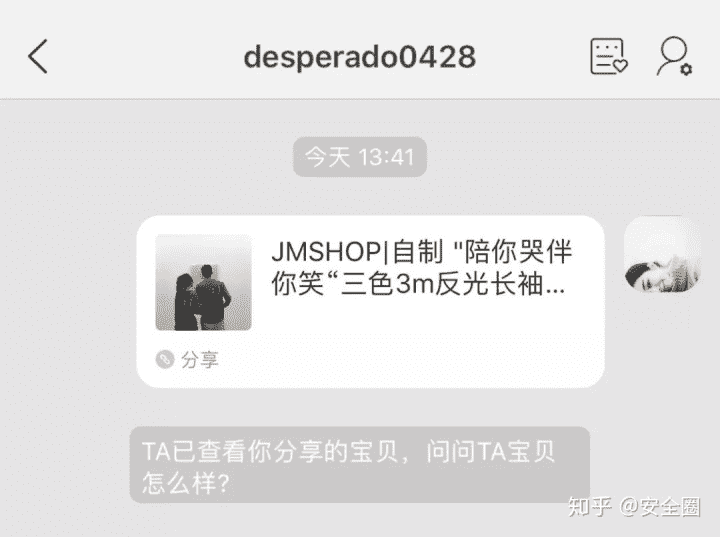 desperado0428
今天 13:41
JMSHOP|自制 "陪你哭伴
你笑“三色3m反光长袖...
分享
TA已查看你分享的宝贝，问问TA宝贝
怎么样？
知乎 @安全圈